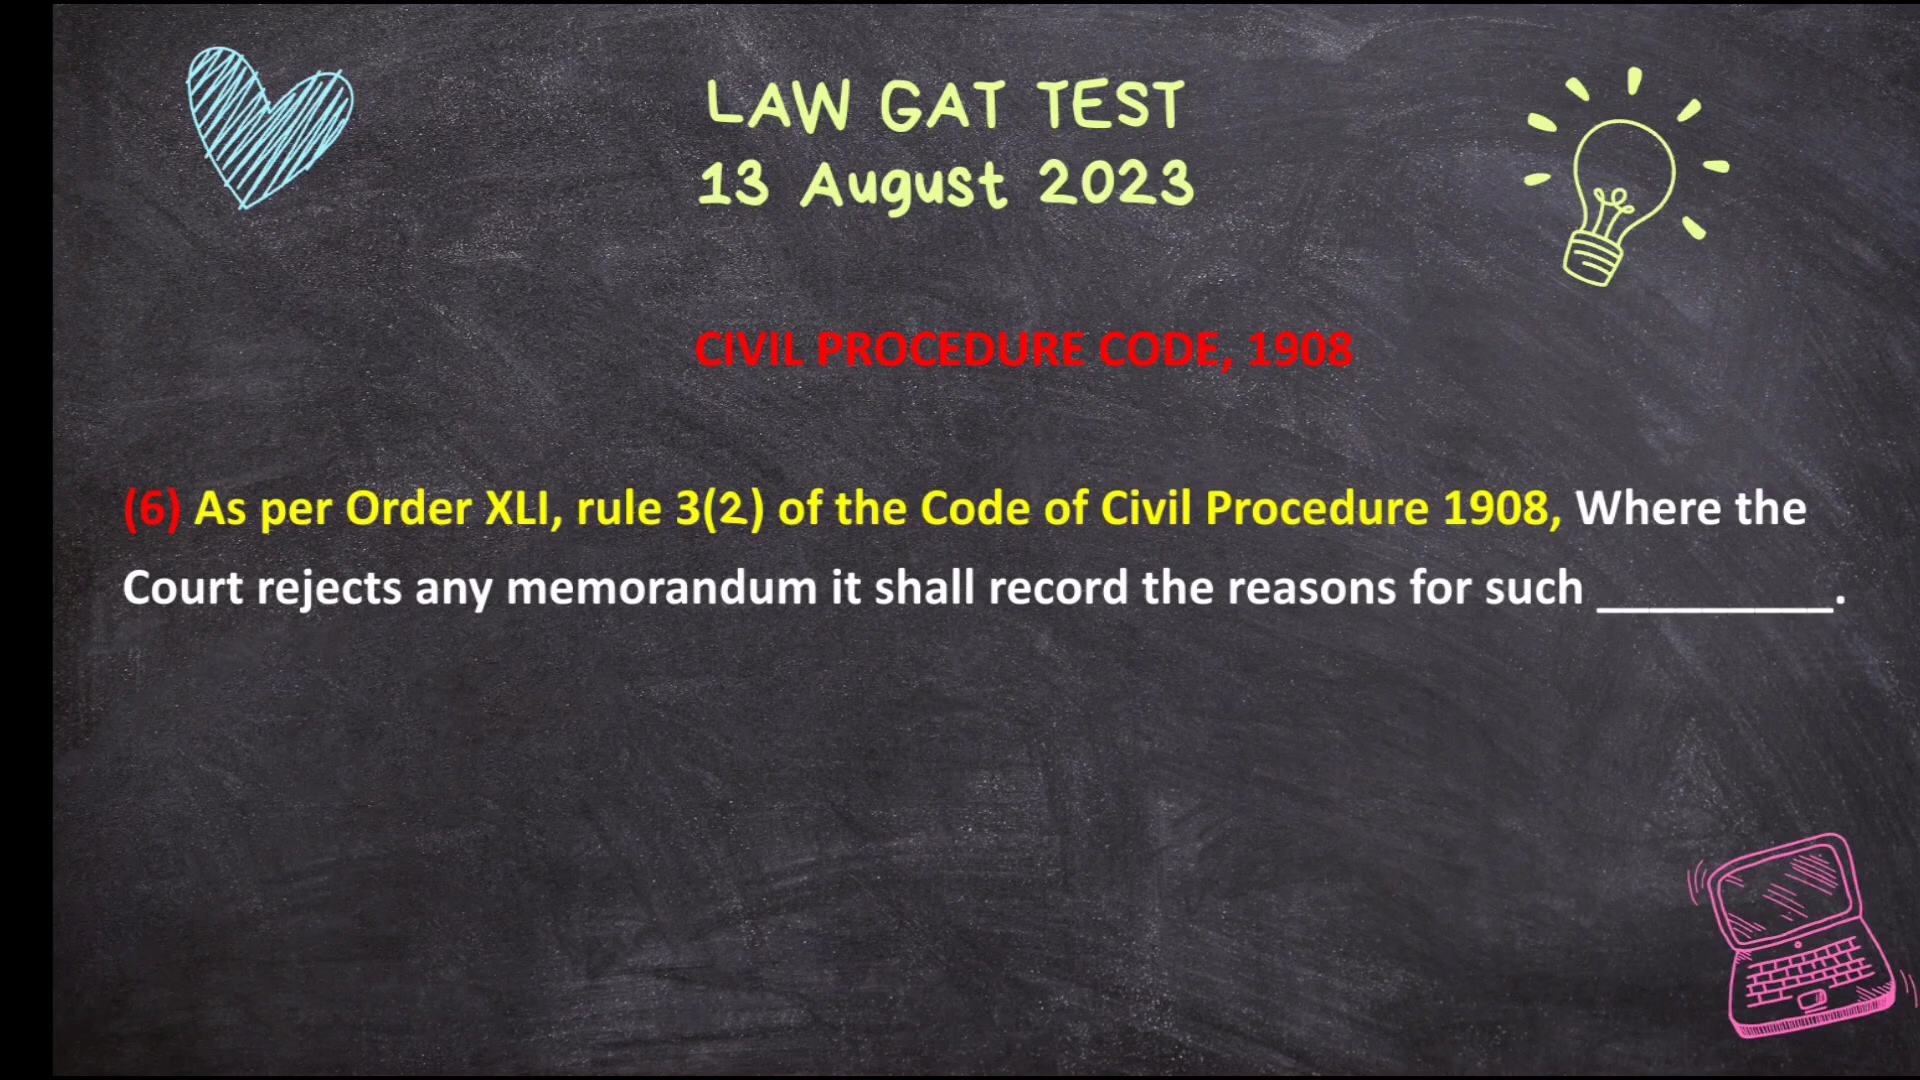 LAW GAT TEST
13 August 2023
CIVIL PROCEDURE CODE, 1908
(6) As per Order XLI, rule 3(2) of the Code of Civil Procedure 1908, Where the
Court rejects any memorandum it shall record the reasons for such _________.